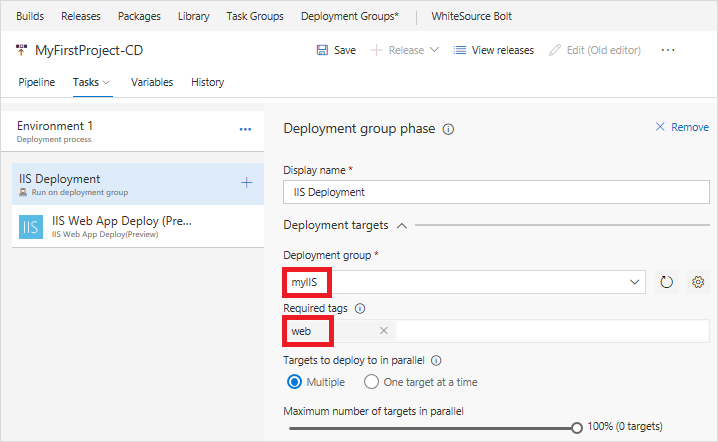 Builds Releases Packages Library Task Groups Deployment Groups* WhiteSource Bolt
MyFirstProject-CD Save Release View releases Edit (Old editor) ...
Pipeline Tasks Variables History
Environment 1 ...
Deployment process
Deployment group phase Remove
IIS Deployment
Run on deployment group
Display name *
IIS Deployment
IIS IIS Web App Deploy (Pre...
IIS Web App Deploy(Preview)
Deployment targets
Deployment group *
myIIS
Required tags
web
Targets to deploy to in parallel
Multiple One target at a time
Maximum number of targets in parallel
100% (0 targets)